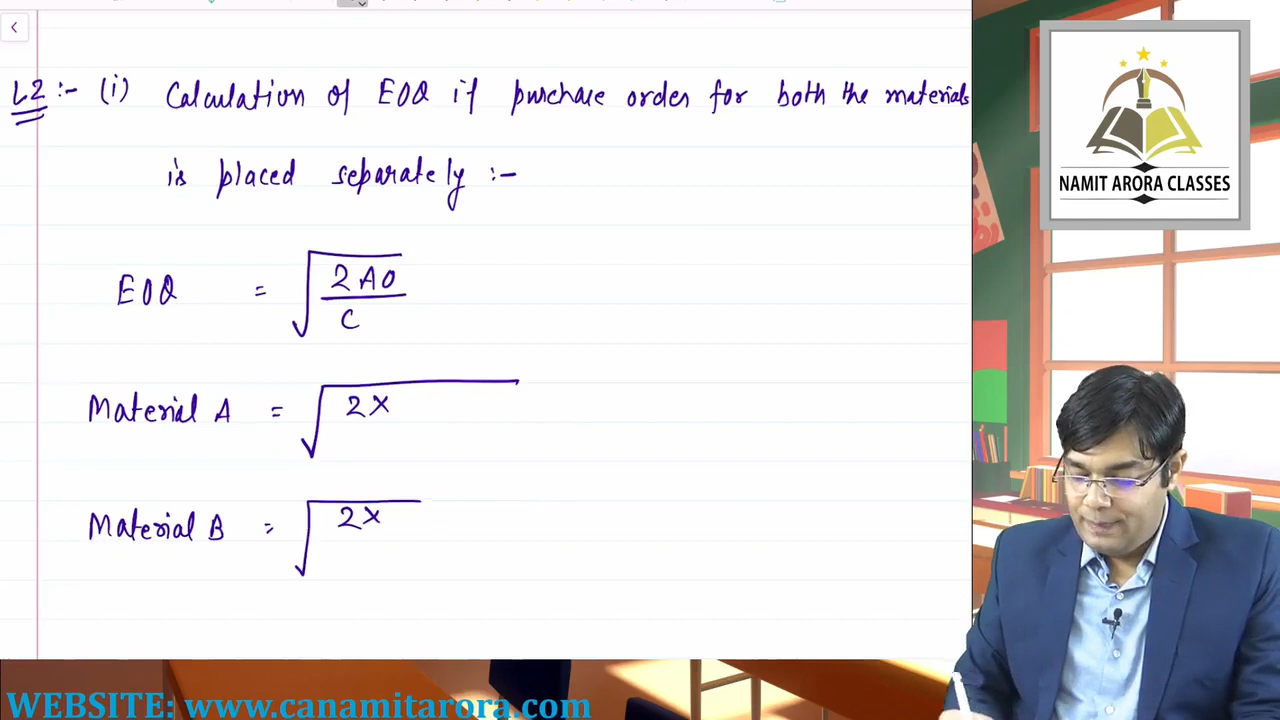 L2 :- (i) Calculation of EOQ if purchase order for both the materials
is placed separately :-
EOQ = √ 2AO / C
Material A = √ 2×
Material B = √ 2×
NAMIT ARORA CLASSES
WEBSITE: www.canamitarora.com